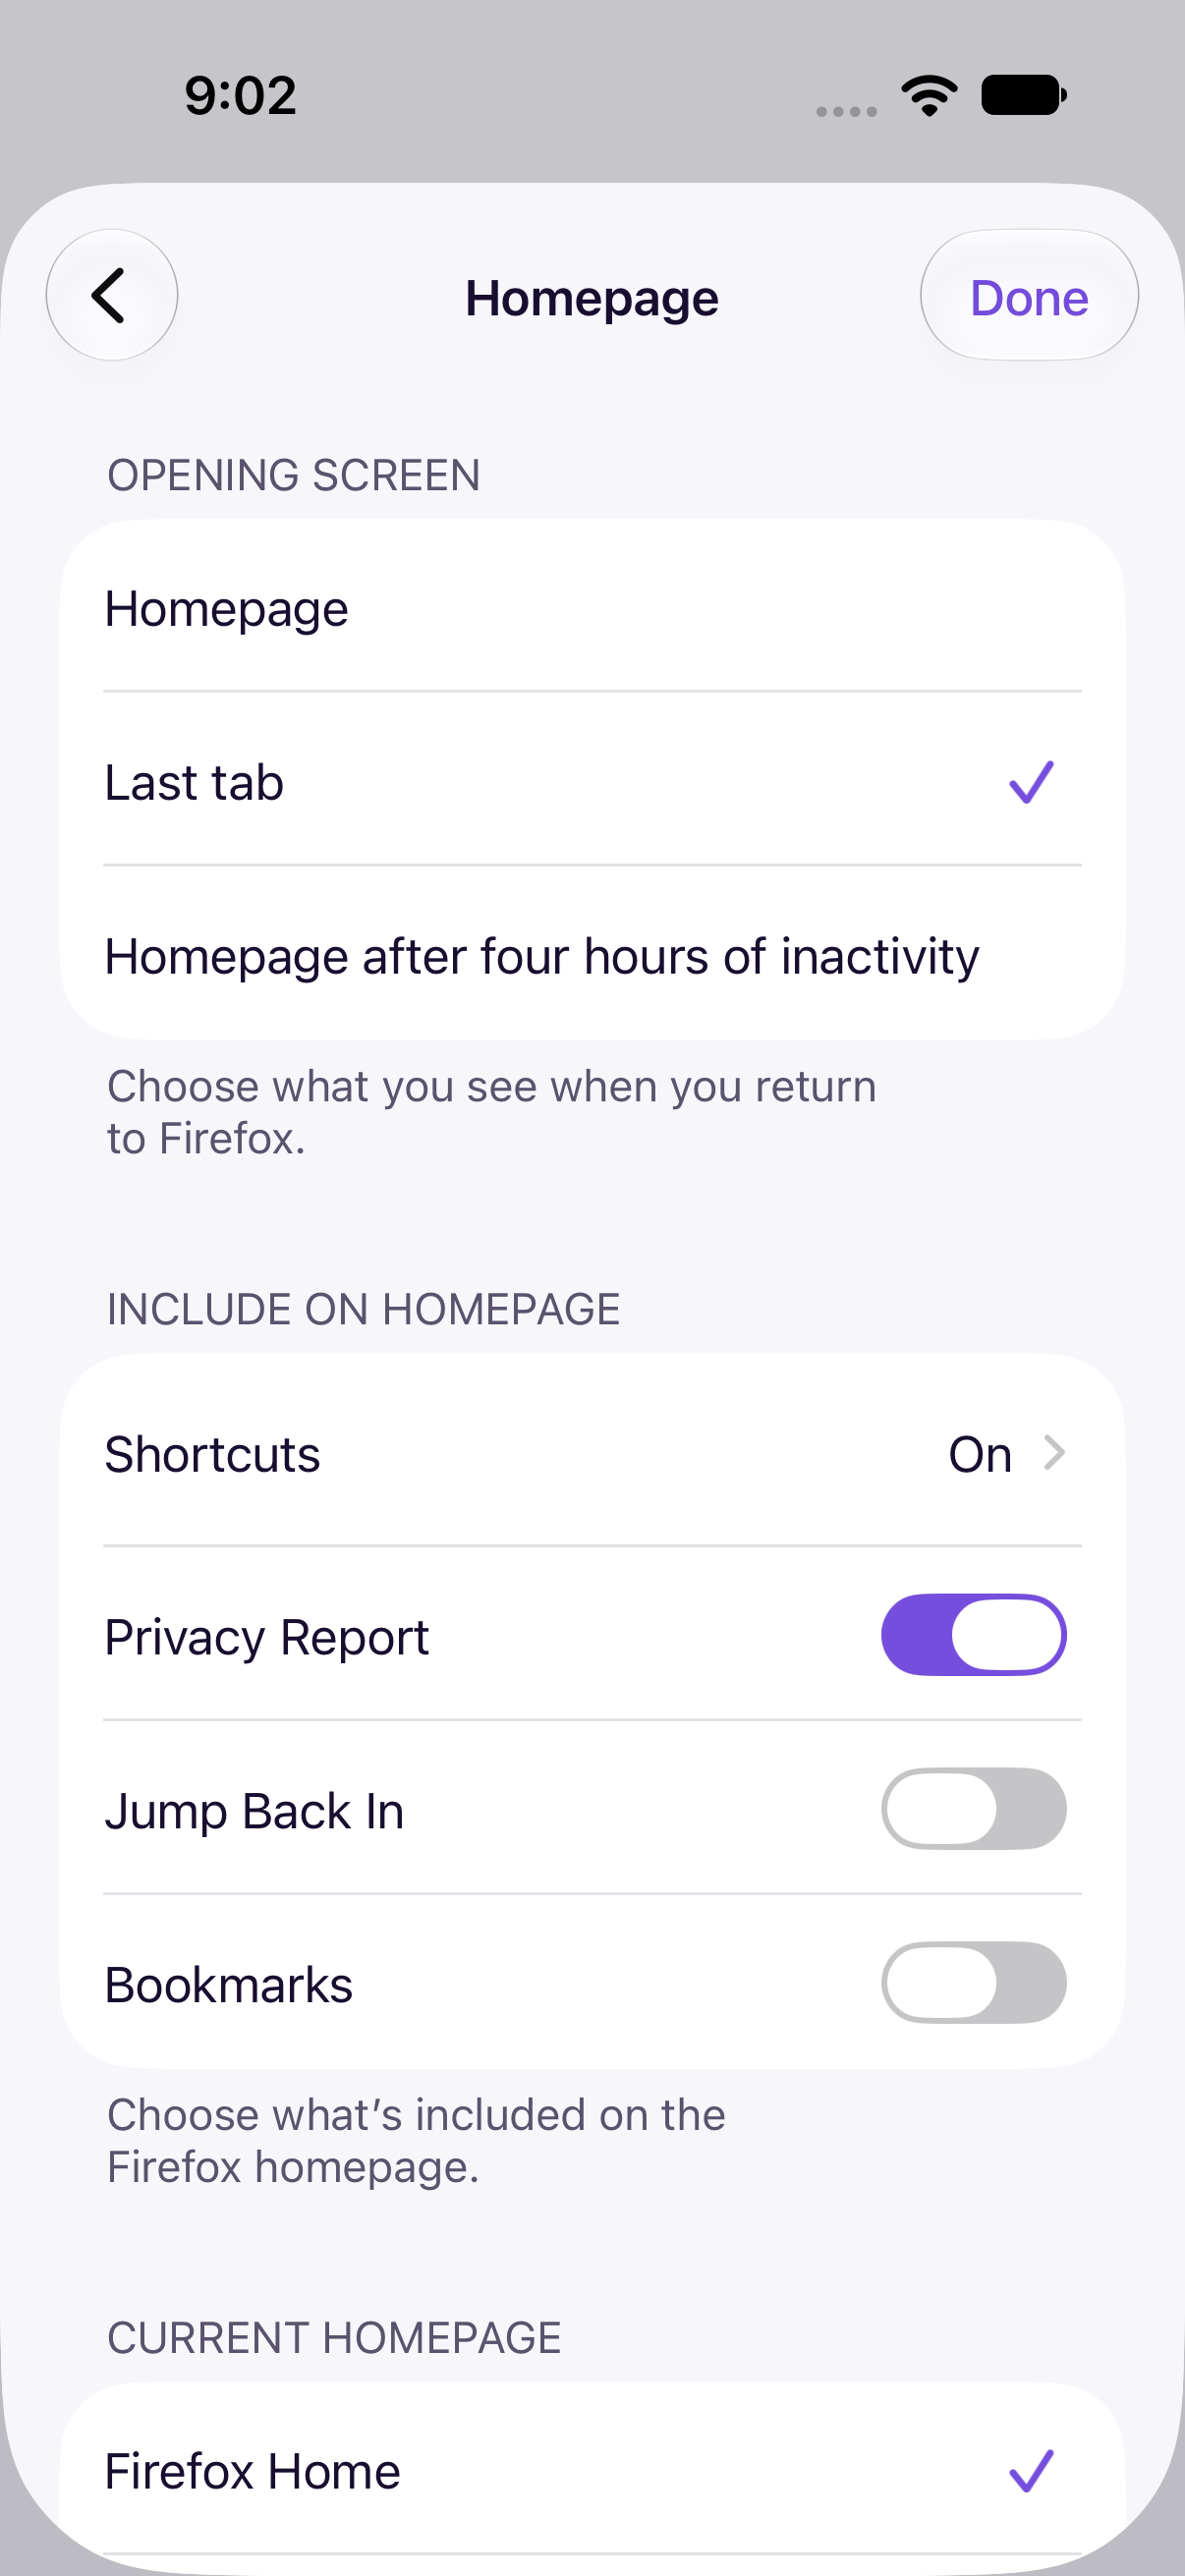 9:02
Homepage
Done
OPENING SCREEN
Homepage
Last tab
Homepage after four hours of inactivity
Choose what you see when you return
to Firefox.
INCLUDE ON HOMEPAGE
Shortcuts On
Privacy Report
Jump Back In
Bookmarks
Choose what’s included on the
Firefox homepage.
CURRENT HOMEPAGE
Firefox Home